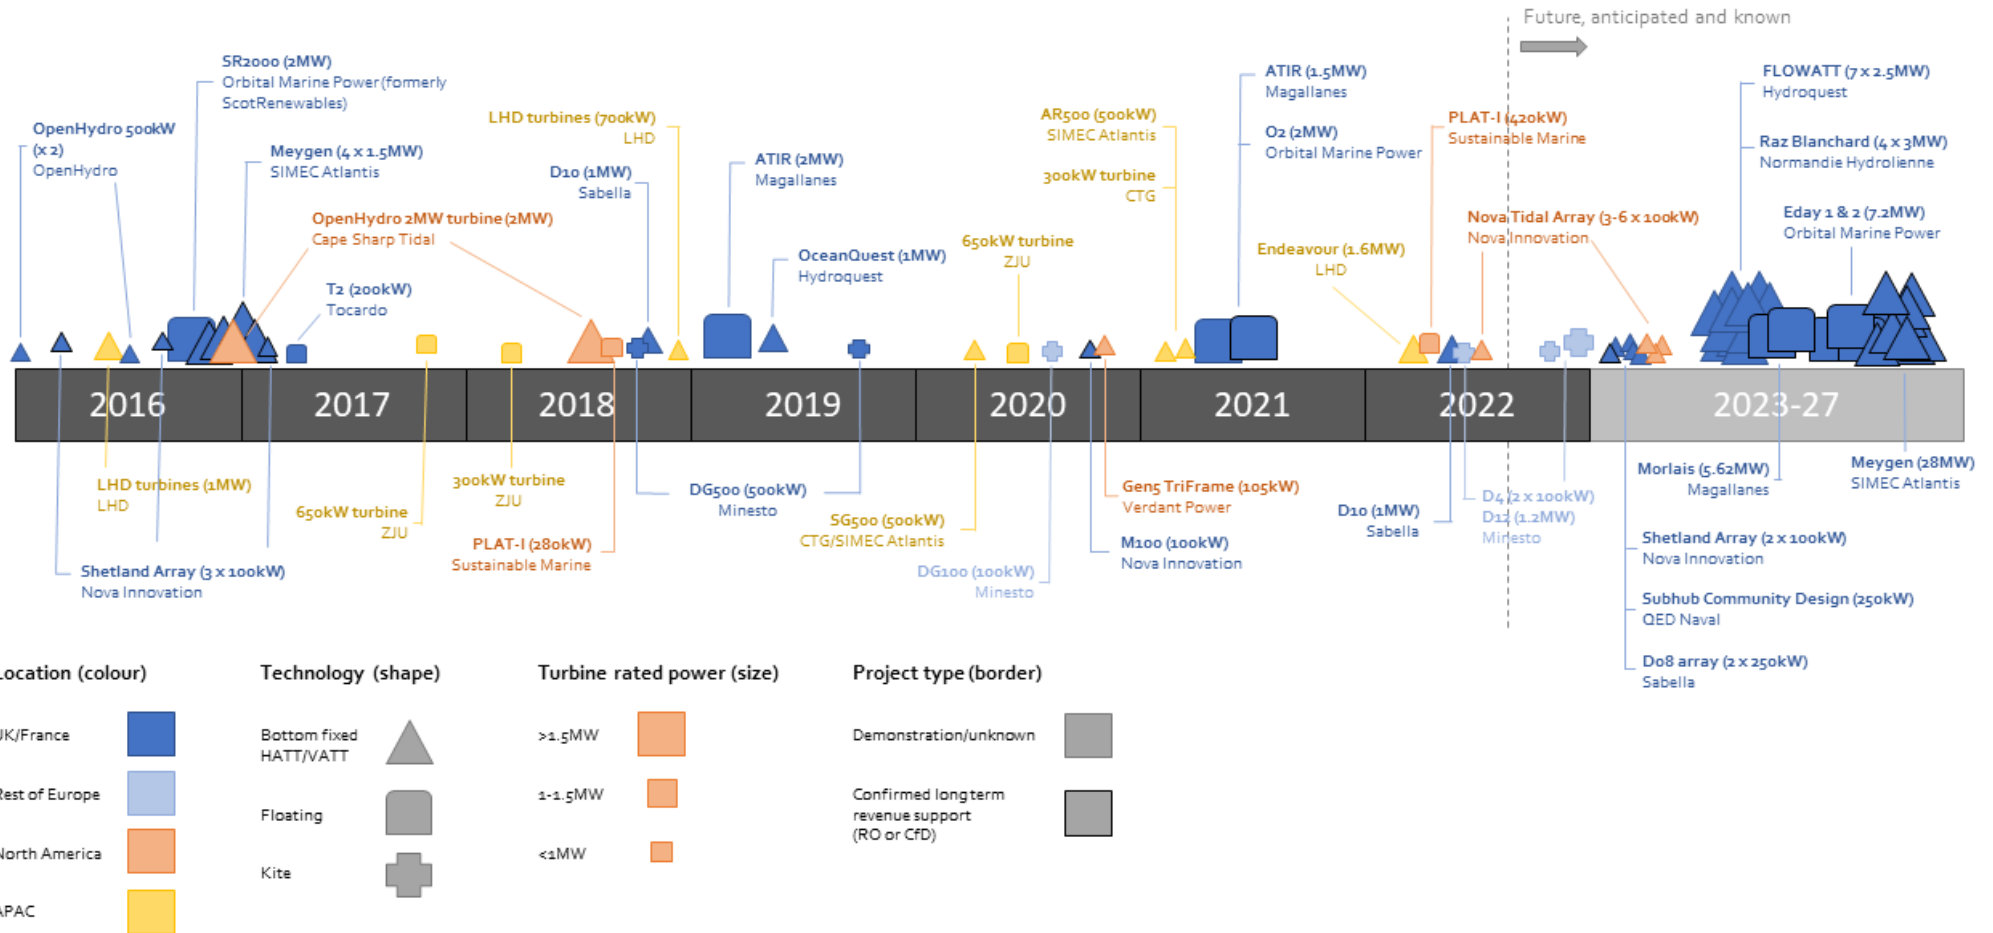 Future, anticipated and known
SR2000 (2MW)
Orbital Marine Power (formerly
ScotRenewables)
OpenHydro 500kW
(x 2)
OpenHydro
Meygen (4 x 1.5MW)
SIMEC Atlantis
OpenHydro 2MW turbine (2MW)
Cape Sharp Tidal
T2 (200kW)
Tocardo
LHD turbines (700kW)
LHD
D10 (1MW)
Sabella
ATIR (2MW)
Magallanes
OceanQuest (1MW)
Hydroquest
650kW turbine
ZJU
AR500 (500kW)
SIMEC Atlantis
300kW turbine
CTG
ATIR (1.5MW)
Magallanes
O2 (2MW)
Orbital Marine Power
Endeavour (1.6MW)
LHD
PLAT-I (420kW)
Sustainable Marine
Nova Tidal Array (3-6 x 100kW)
Nova Innovation
FLOWATT (7 x 2.5MW)
Hydroquest
Raz Blanchard (4 x 3MW)
Normandie Hydrolienne
Eday 1 & 2 (7.2MW)
Orbital Marine Power
2016
2017
2018
2019
2020
2021
2022
2023-27
LHD turbines (1MW)
LHD
Shetland Array (3 x 100kW)
Nova Innovation
650kW turbine
ZJU
300kW turbine
ZJU
PLAT-I (280kW)
Sustainable Marine
DG500 (500kW)
Minesto
SG500 (500kW)
CTG/SIMEC Atlantis
DG100 (100kW)
Minesto
Gen5 TriFrame (105kW)
Verdant Power
M100 (100kW)
Nova Innovation
D10 (1MW)
Sabella
D4 (2 x 100kW)
D12 (1.2MW)
Minesto
Morlais (5.62MW)
Magallanes
Meygen (28MW)
SIMEC Atlantis
Shetland Array (2 x 100kW)
Nova Innovation
Subhub Community Design (250kW)
QED Naval
D08 array (2 x 250kW)
Sabella
Location (colour)
UK/France
Rest of Europe
North America
APAC
Technology (shape)
Bottom fixed
HATT/VATT
Floating
Kite
Turbine rated power (size)
>1.5MW
1-1.5MW
<1MW
Project type (border)
Demonstration/unknown
Confirmed long term
revenue support
(RO or CfD)